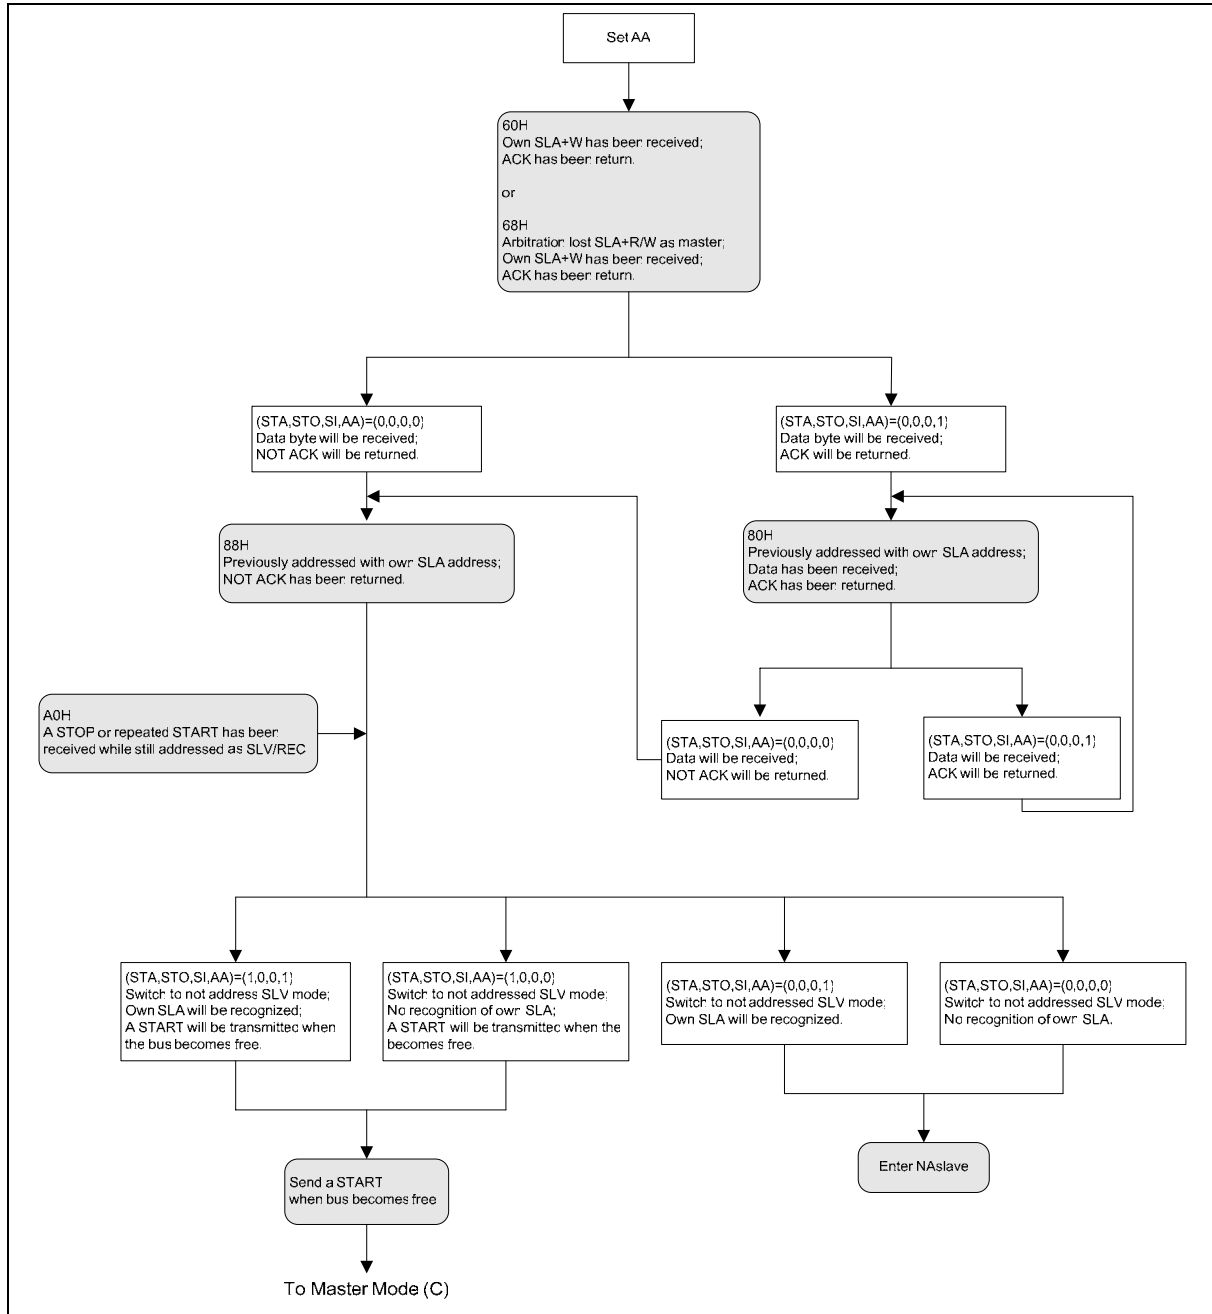 Set AA
60H
Own SLA+W has been received;
ACK has been return.
or
68H
Arbitration lost SLA+R/W as master;
Own SLA+W has been received;
ACK has been return.
(STA,STO,SI,AA)=(0,0,0,0)
Data byte will be received;
NOT ACK will be returned.
(STA,STO,SI,AA)=(0,0,0,1)
Data byte will be received;
ACK will be returned.
88H
Previously addressed with own SLA address;
NOT ACK has been returned.
80H
Previously addressed with own SLA address;
Data has been received;
ACK has been returned.
A0H
A STOP or repeated START has been
received while still addressed as SLV/REC
(STA,STO,SI,AA)=(0,0,0,0)
Data will be received;
NOT ACK will be returned.
(STA,STO,SI,AA)=(0,0,0,1)
Data will be received;
ACK will be returned.
(STA,STO,SI,AA)=(1,0,0,1)
Switch to not address SLV mode;
Own SLA will be recognized;
A START will be transmitted when
the bus becomes free.
(STA,STO,SI,AA)=(1,0,0,0)
Switch to not addressed SLV mode;
No recognition of own SLA;
A START will be transmitted when the
becomes free.
(STA,STO,SI,AA)=(0,0,0,1)
Switch to not addressed SLV mode;
Own SLA will be recognized.
(STA,STO,SI,AA)=(0,0,0,0)
Switch to not addressed SLV mode;
No recognition of own SLA.
Send a START
when bus becomes free
Enter NAslave
To Master Mode (C)